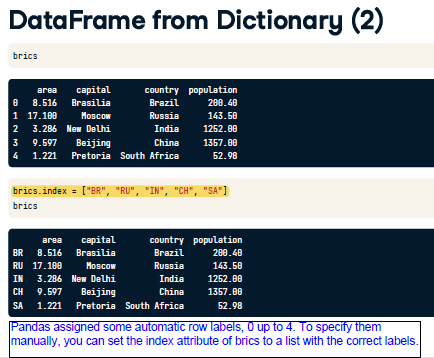 DataFrame from Dictionary (2)
brics
area capital country population
0 8.516 Brasilia Brazil 200.40
1 17.100 Moscow Russia 143.50
2 3.286 New Delhi India 1252.00
3 9.597 Beijing China 1357.00
4 1.221 Pretoria South Africa 52.98
brics.index = ["BR", "RU", "IN", "CH", "SA"]
brics
area capital country population
BR 8.516 Brasilia Brazil 200.40
RU 17.100 Moscow Russia 143.50
IN 3.286 New Delhi India 1252.00
CH 9.597 Beijing China 1357.00
SA 1.221 Pretoria South Africa 52.98
Pandas assigned some automatic row labels, 0 up to 4. To specify them
manually, you can set the index attribute of brics to a list with the correct labels.